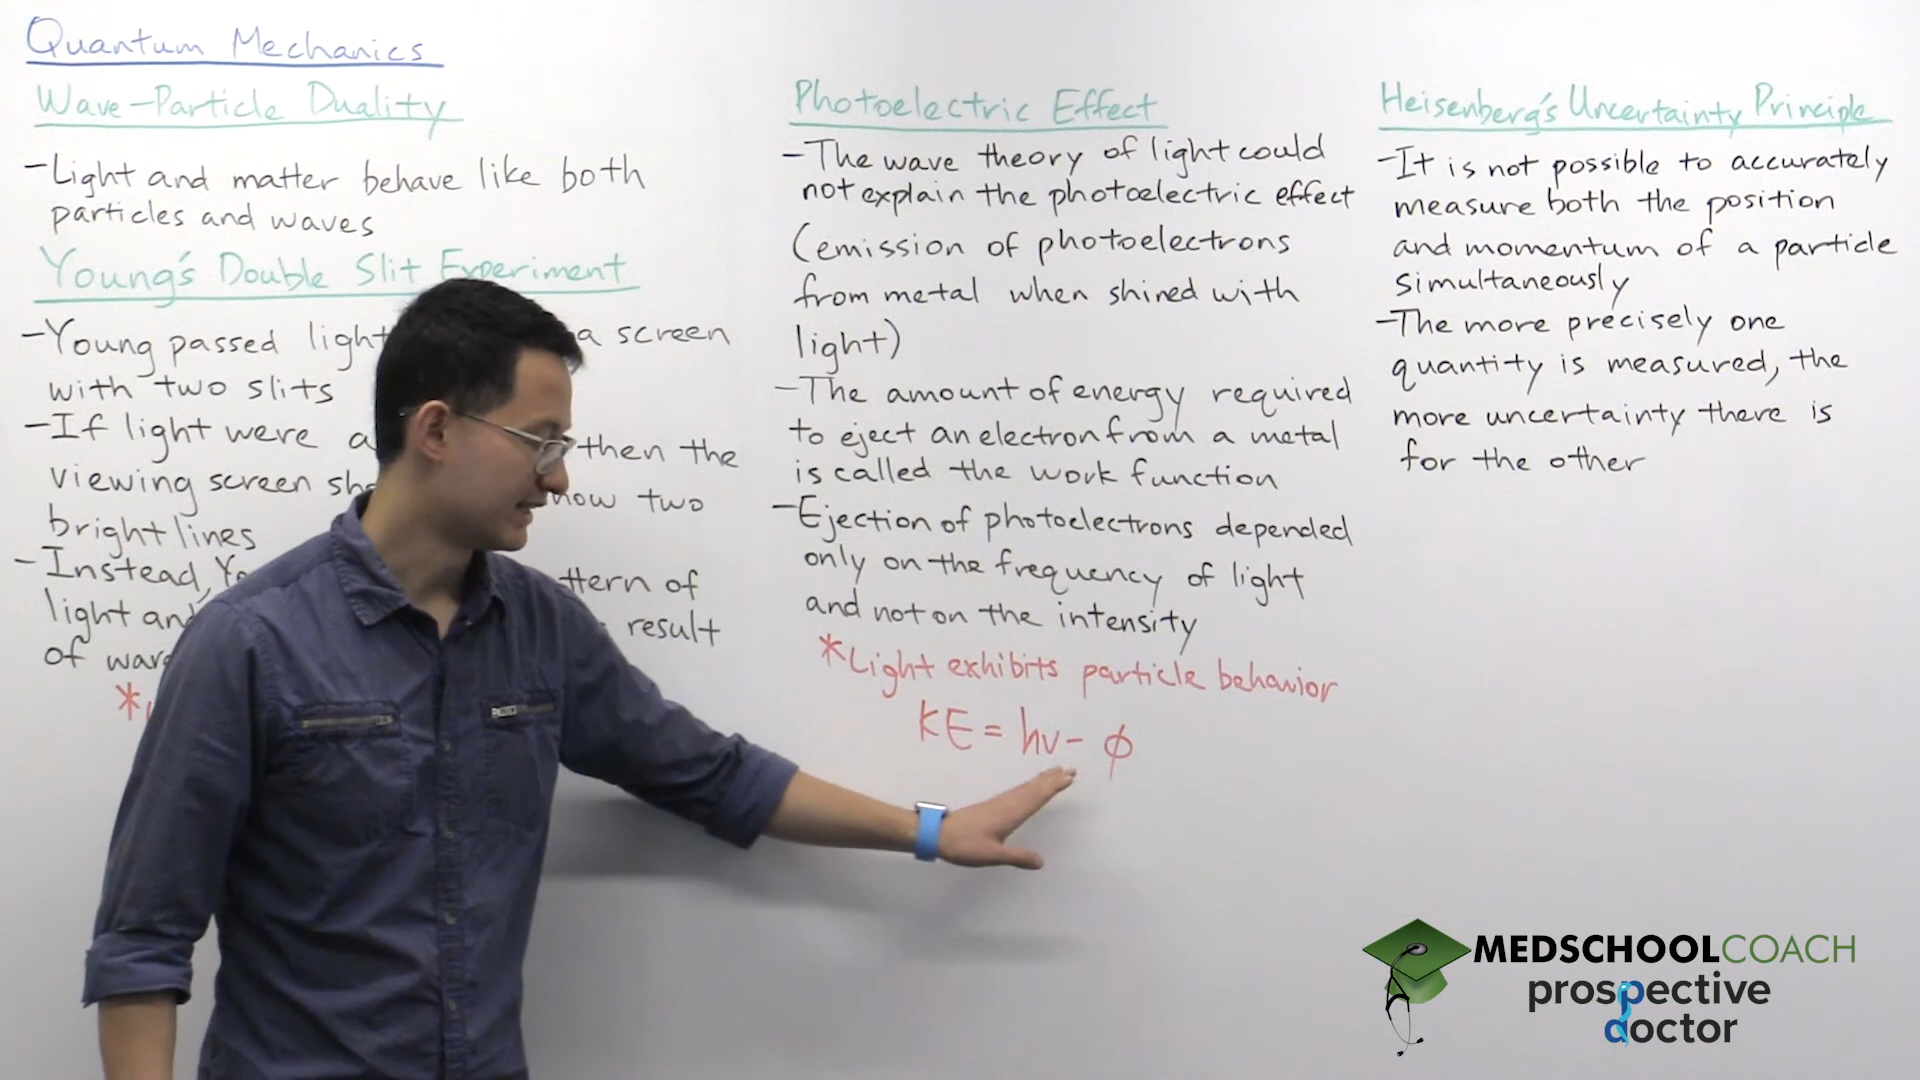 Quantum Mechanics
Wave-Particle Duality
-Light and matter behave like both
particles and waves
Young's Double Slit Experiment
-Young passed light a screen
with two slits
-If light were a then the
viewing screen two
bright lines
-Instead, of
light result
of
*
Photoelectric Effect
-The wave theory of light could
not explain the photoelectric effect
(emission of photoelectrons
from metal when shined with
light)
-The amount of energy required
to eject an electron from a metal
is called the work function
-Ejection of photoelectrons depended
only on the frequency of light
and not on the intensity
*Light exhibits particle behavior
KE = hν - ϕ
Heisenberg's Uncertainty Principle
-It is not possible to accurately
measure both the position
and momentum of a particle
simultaneously
-The more precisely one
quantity is measured, the
more uncertainty there is
for the other
MEDSCHOOLCOACH
prospective
doctor